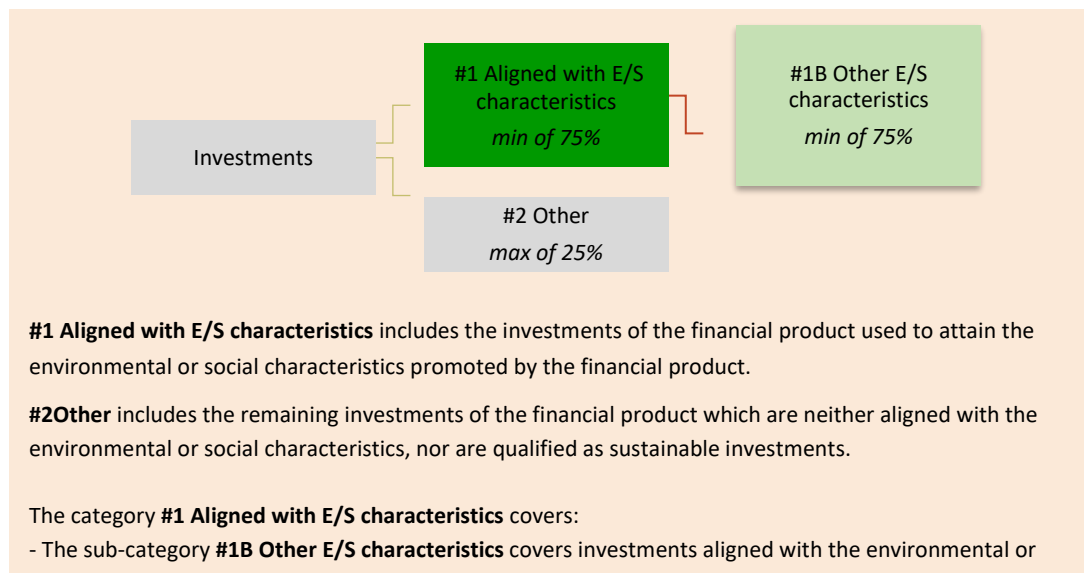 #1 Aligned with E/S
characteristics
min of 75%
#1B Other E/S
characteristics
min of 75%
Investments
#2 Other
max of 25%
#1 Aligned with E/S characteristics includes the investments of the financial product used to attain the
environmental or social characteristics promoted by the financial product.
#2Other includes the remaining investments of the financial product which are neither aligned with the
environmental or social characteristics, nor are qualified as sustainable investments.
The category #1 Aligned with E/S characteristics covers:
- The sub-category #1B Other E/S characteristics covers investments aligned with the environmental or